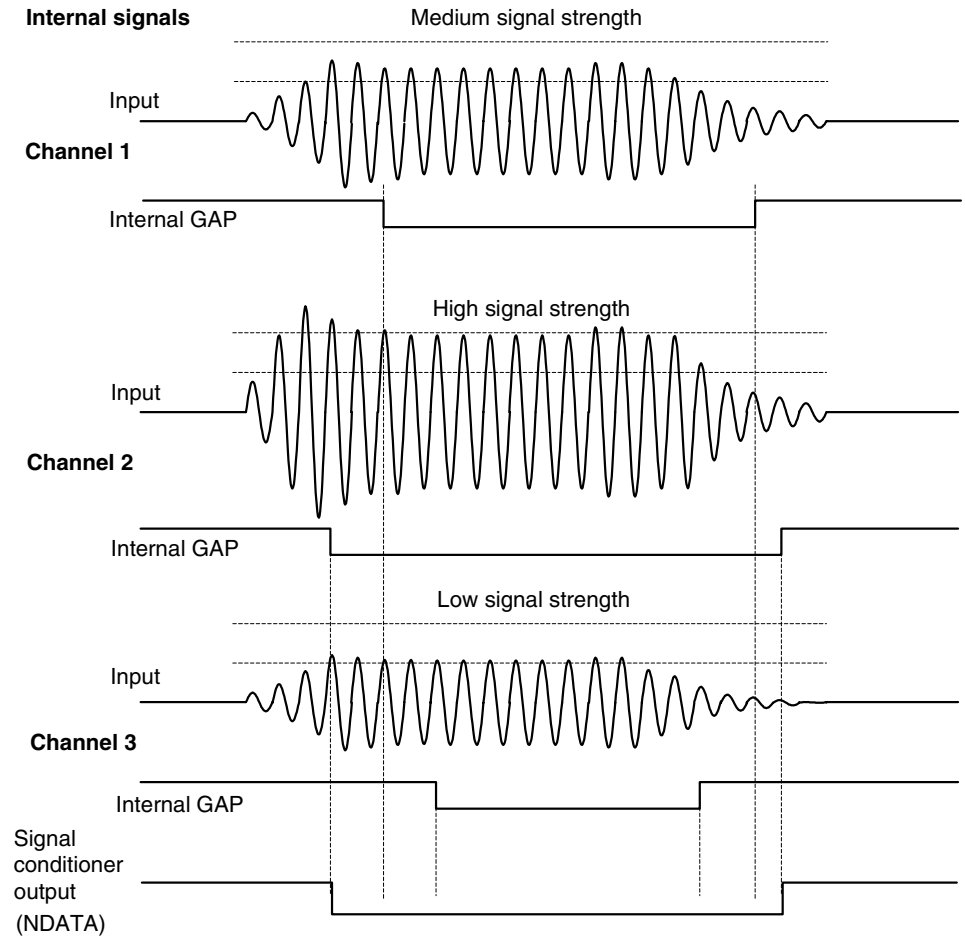 Internal signals
Medium signal strength
Input
Channel 1
Internal GAP
High signal strength
Input
Channel 2
Internal GAP
Low signal strength
Input
Channel 3
Internal GAP
Signal
conditioner
output
(NDATA)